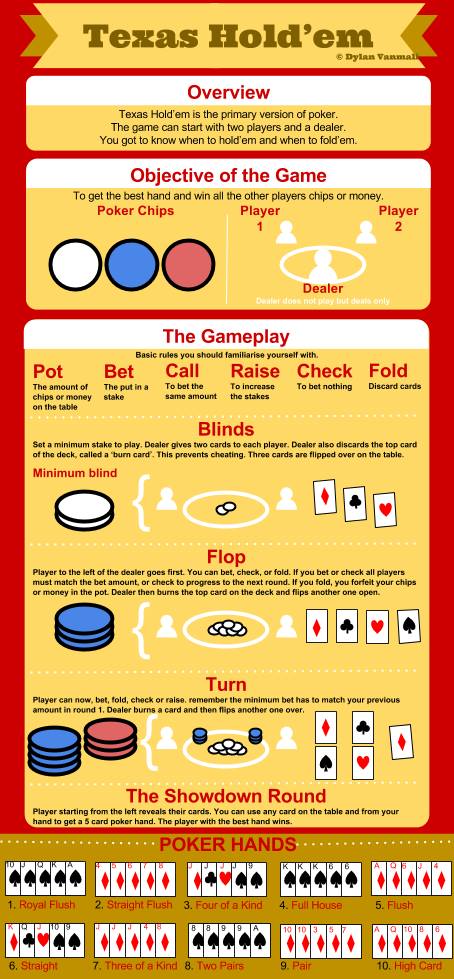 Texas Hold'em
© Dylan Vanmali
Overview
Texas Hold'em is the primary version of poker.
The game can start with two players and a dealer.
You got to know when to hold'em and when to fold'em.
Objective of the Game
To get the best hand and win all the other players chips or money.
Poker Chips
Player
1
Player
2
Dealer
Dealer does not play but deals only
The Gameplay
Basic rules you should familiarise yourself with.
Pot Bet Call Raise Check Fold
The amount of
chips or money
on the table
The put in a
stake
To bet the
same amount
To increase
the stakes
To bet nothing
Discard cards
Blinds
Set a minimum stake to play. Dealer gives two cards to each player. Dealer also discards the top card
of the deck, called a 'burn card'. This prevents cheating. Three cards are flipped over on the table.
Minimum blind
Flop
Player to the left of the dealer goes first. You can bet, check, or fold. If you bet or check all players
must match the bet amount, or check to progress to the next round. If you fold, you forfeit your chips
or money in the pot. Dealer then burns the top card on the deck and flips another one open.
Turn
Player can now, bet, fold, check or raise. remember the minimum bet has to match your previous
amount in round 1. Dealer burns a card and then flips another one over.
The Showdown Round
Player starting from the left reveals their cards. You can use any card on the table and from your
hand to get a 5 card poker hand. The player with the best hand wins.
POKER HANDS
10 J Q K A
4 5 6 7 8
J J J J 9
K K K 6 6
A Q 6 J 4
1. Royal Flush
2. Straight Flush
3. Four of a Kind
4. Full House
5. Flush
K Q J 10 9
J J J 4 8
8 8 9 9 A
10 10 3 5 7
A Q 10 8 6
6. Straight
7. Three of a Kind
8. Two Pairs
9. Pair
10. High Card